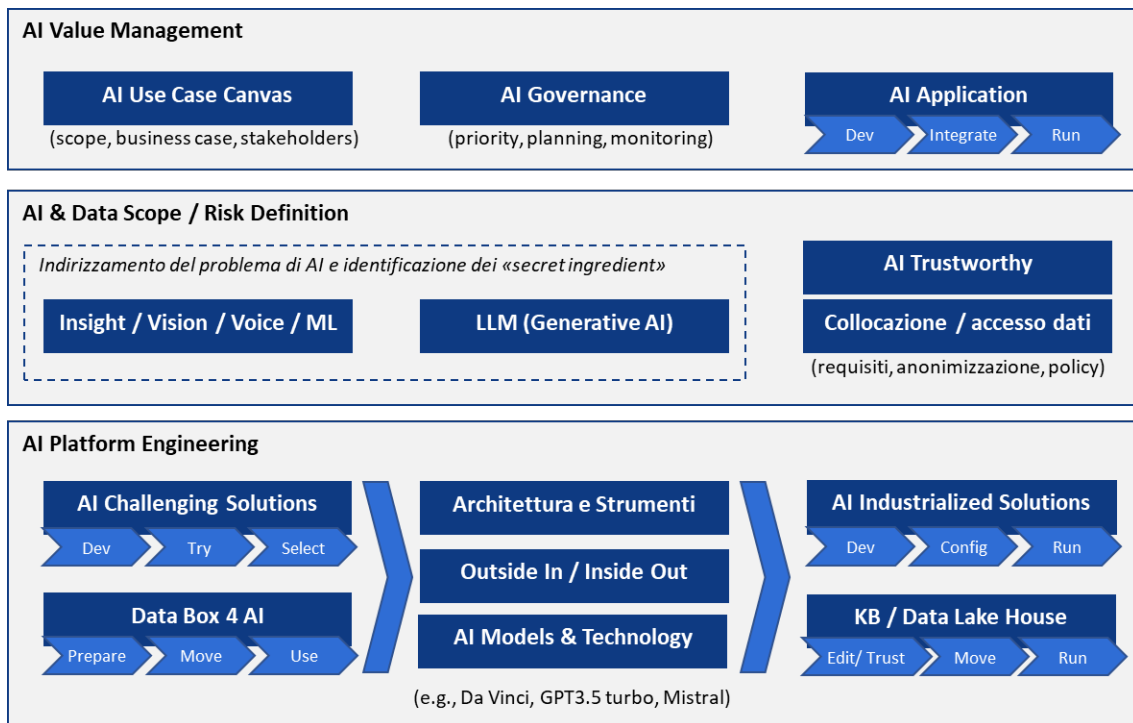 AI Value Management
AI Use Case Canvas
(scope, business case, stakeholders)
AI Governance
(priority, planning, monitoring)
AI Application
Dev
Integrate
Run
AI & Data Scope / Risk Definition
Indirizzamento del problema di AI e identificazione dei «secret ingredient»
Insight / Vision / Voice / ML
LLM (Generative AI)
AI Trustworthy
Collocazione / accesso dati
(requisiti, anonimizzazione, policy)
AI Platform Engineering
AI Challenging Solutions
Dev
Try
Select
Data Box 4 AI
Prepare
Move
Use
Architettura e Strumenti
Outside In / Inside Out
AI Models & Technology
(e.g., Da Vinci, GPT3.5 turbo, Mistral)
AI Industrialized Solutions
Dev
Config
Run
KB / Data Lake House
Edit/ Trust
Move
Run